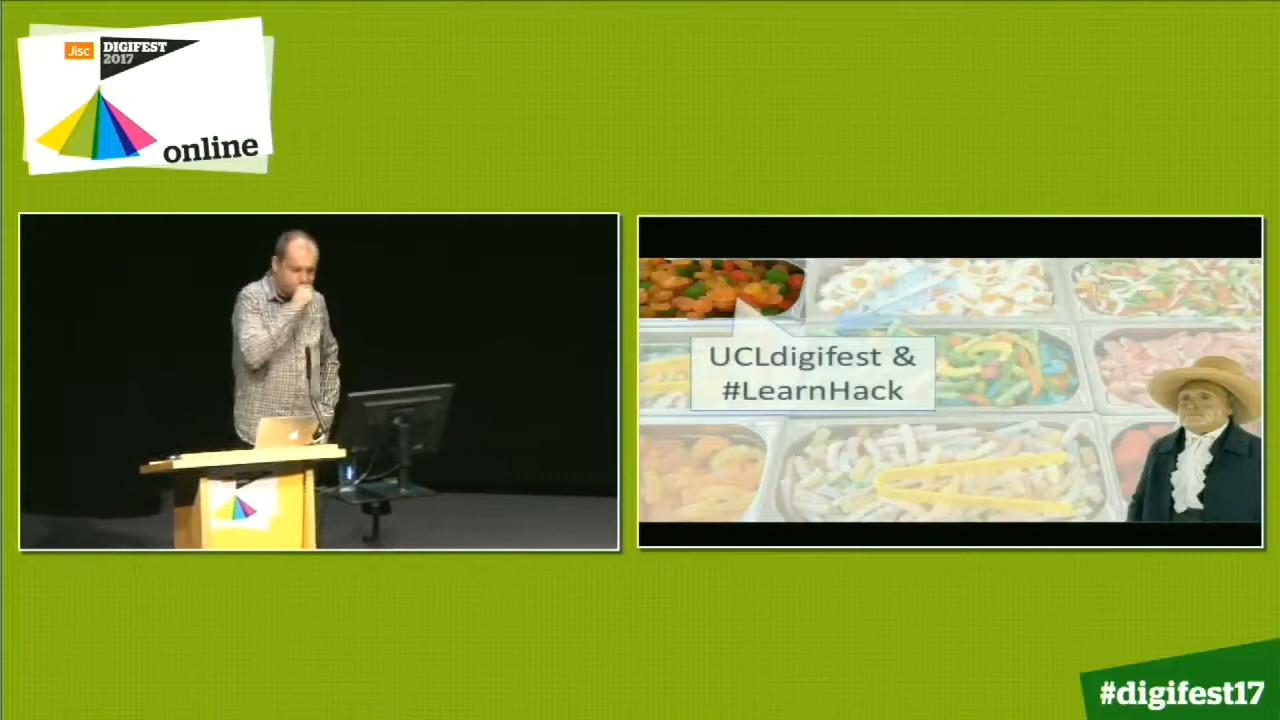 Jisc
DIGIFEST
2017
online
UCLdigifest &
#LearnHack
#digifest17